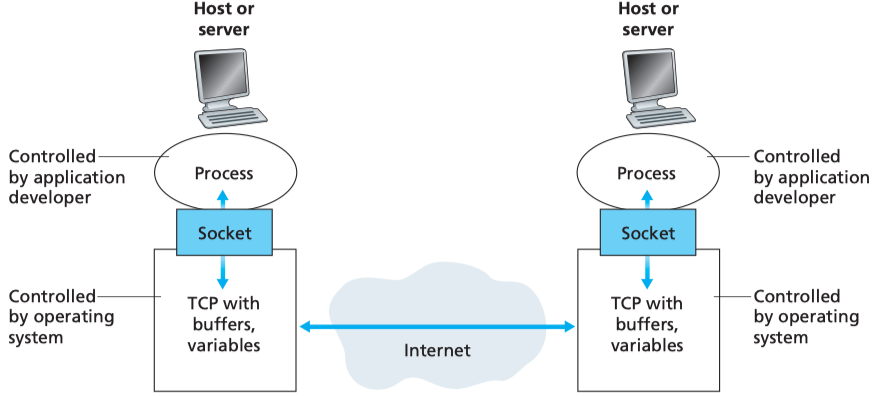 Host or
server
Host or
server
Controlled
by application
developer
Process
Process
Controlled
by application
developer
Socket
Socket
Controlled
by operating
system
TCP with
buffers,
variables
Internet
TCP with
buffers,
variables
Controlled
by operating
system